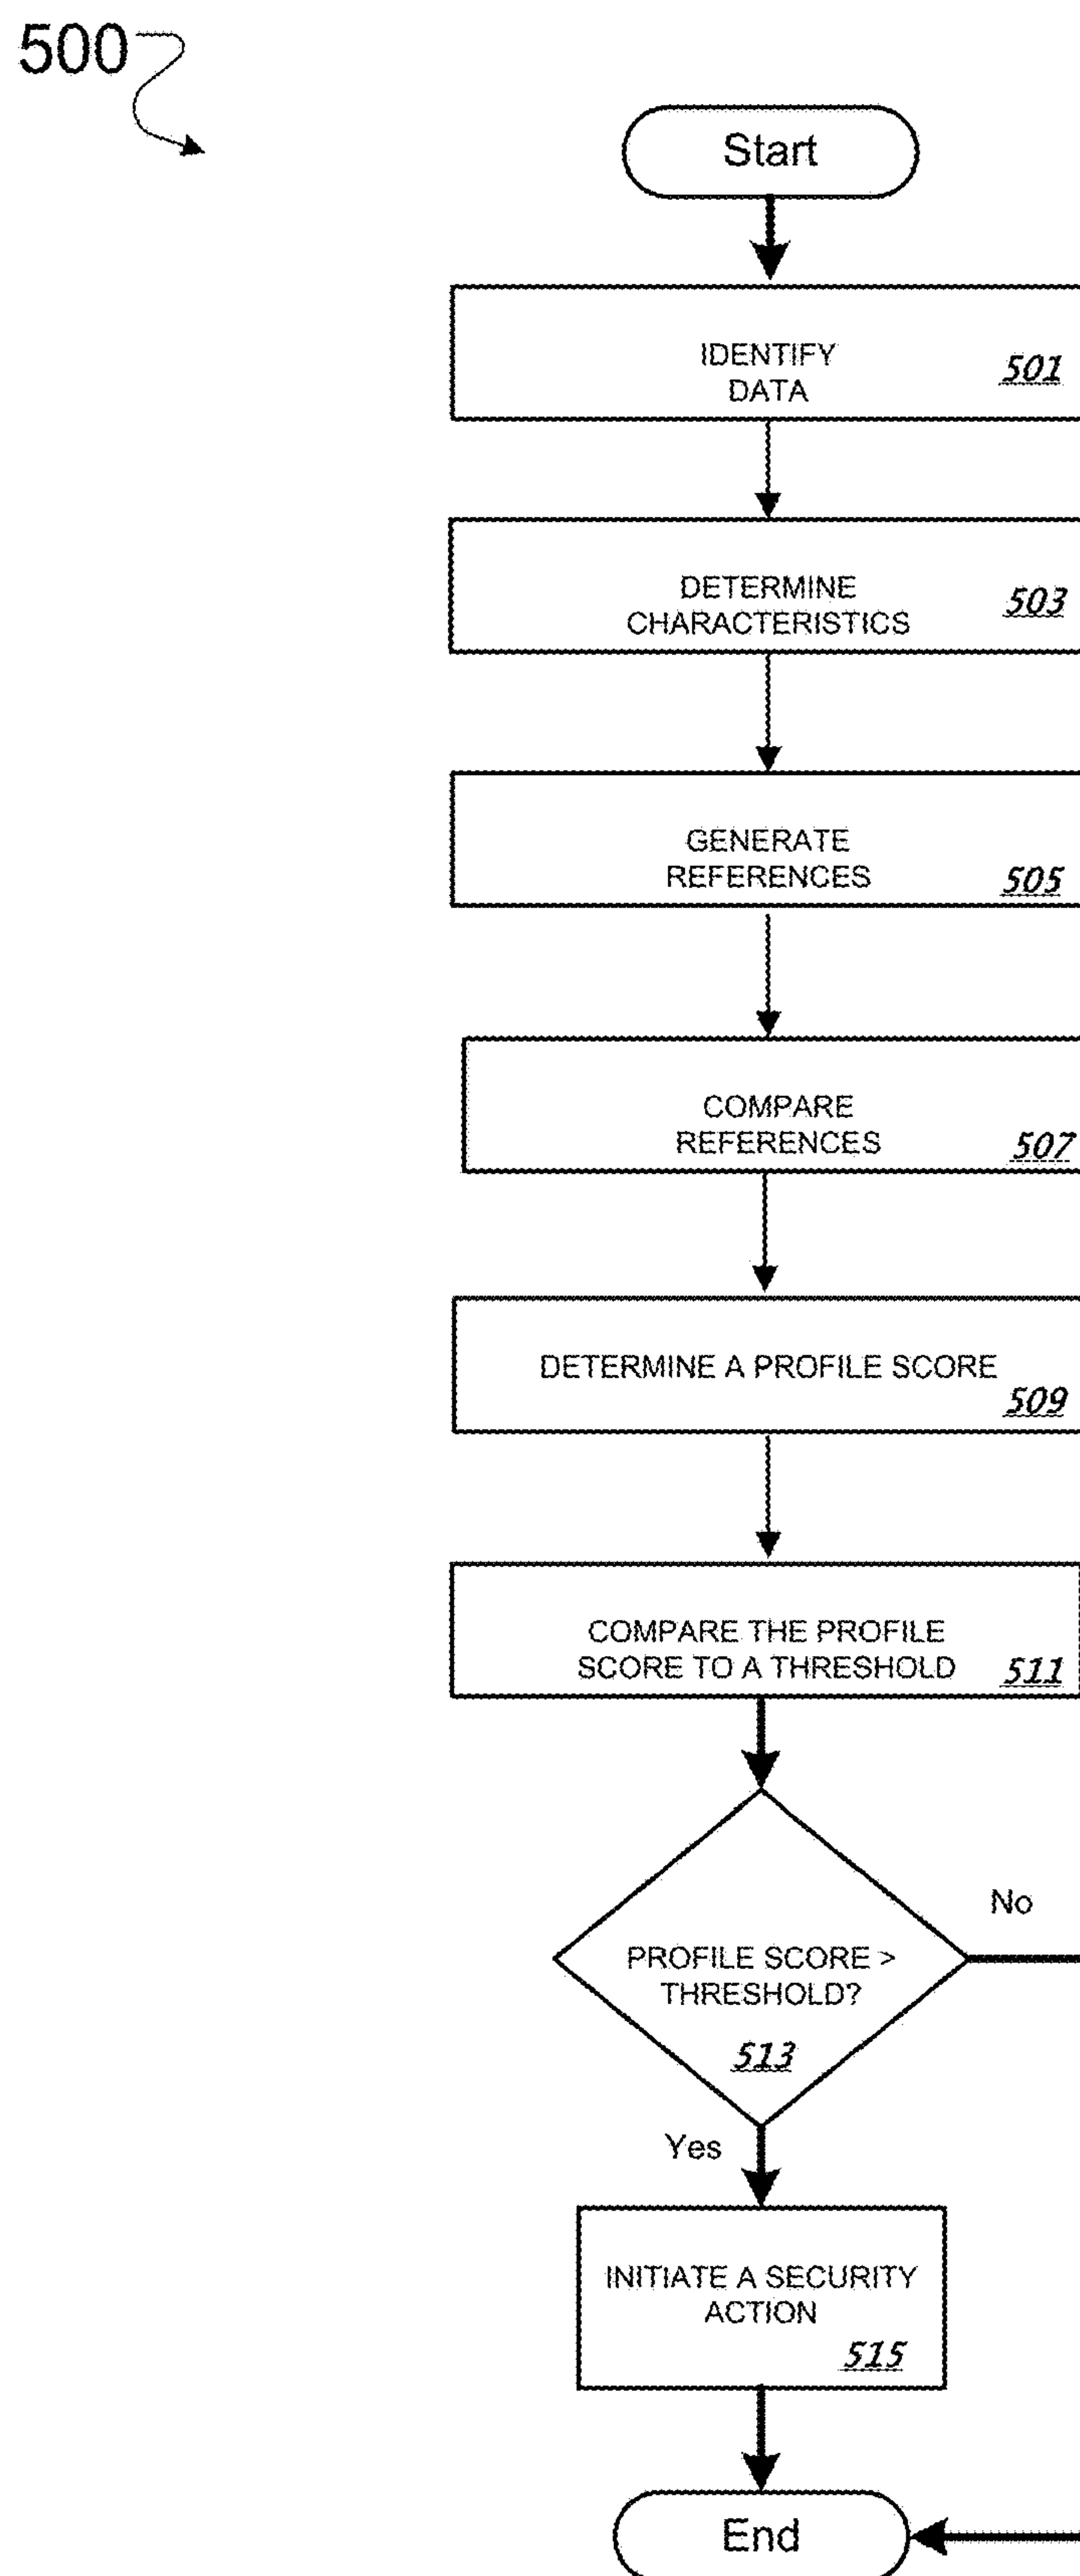 500
Start
IDENTIFY
DATA
501
DETERMINE
CHARACTERISTICS
503
GENERATE
REFERENCES
505
COMPARE
REFERENCES
507
DETERMINE A PROFILE SCORE
509
COMPARE THE PROFILE
SCORE TO A THRESHOLD
511
No
PROFILE SCORE >
THRESHOLD?
513
Yes
INITIATE A SECURITY
ACTION
515
End